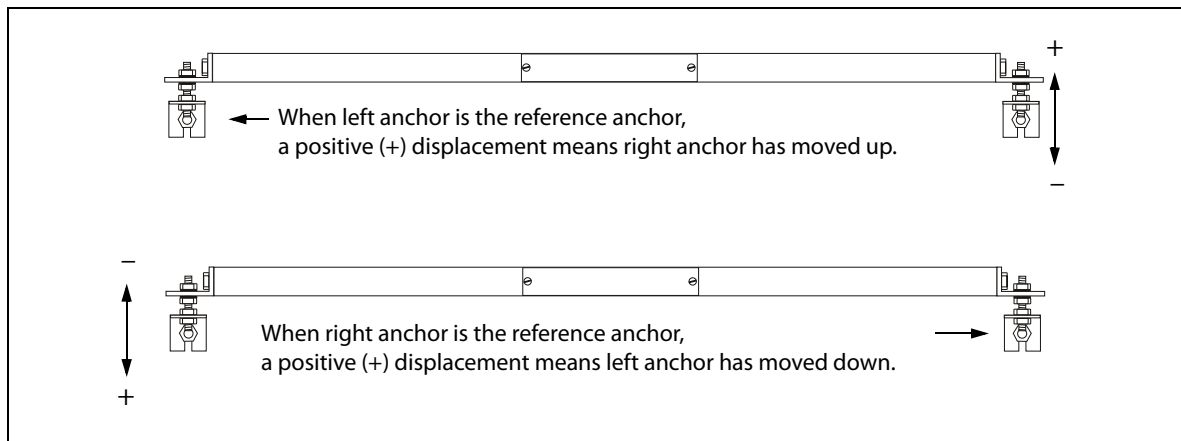 +
When left anchor is the reference anchor,
a positive (+) displacement means right anchor has moved up.
–
–
When right anchor is the reference anchor,
a positive (+) displacement means left anchor has moved down.
+